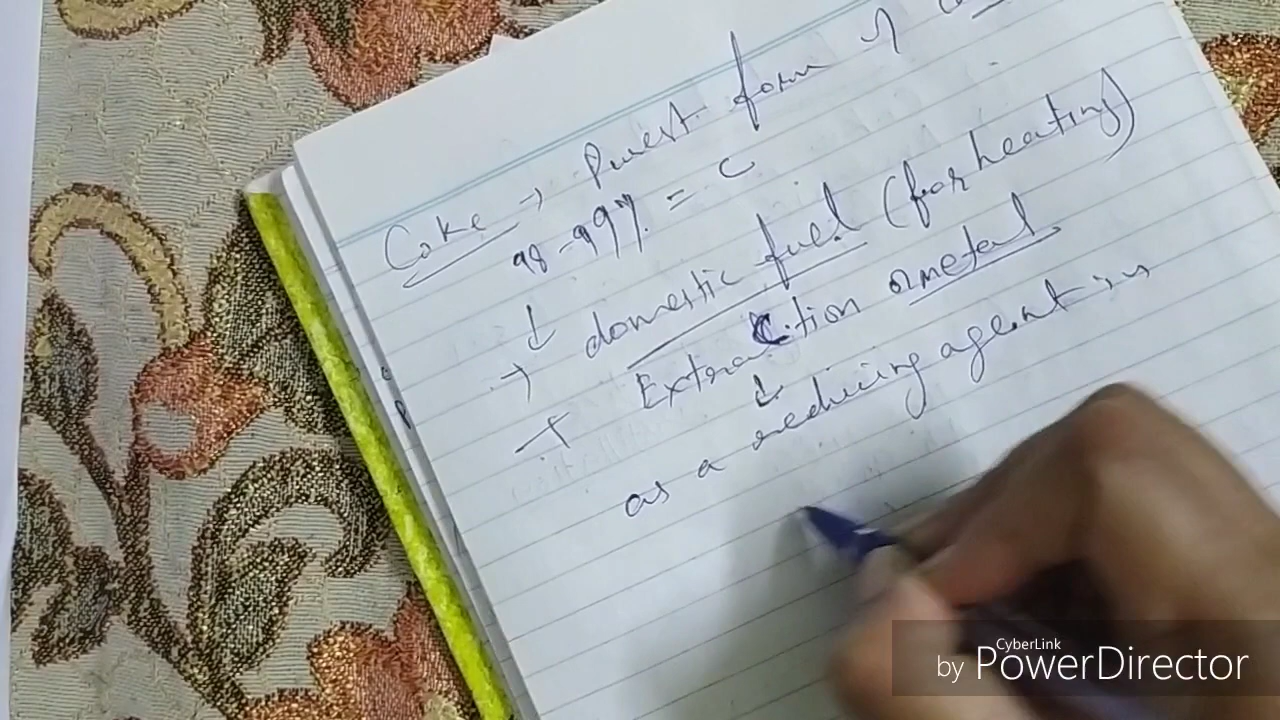 Coke → Purest form of
98-99% = C
↓
→ domestic fuel (for heating)
→ Extraction of metal
↓
as a reducing agent in
CyberLink
by PowerDirector